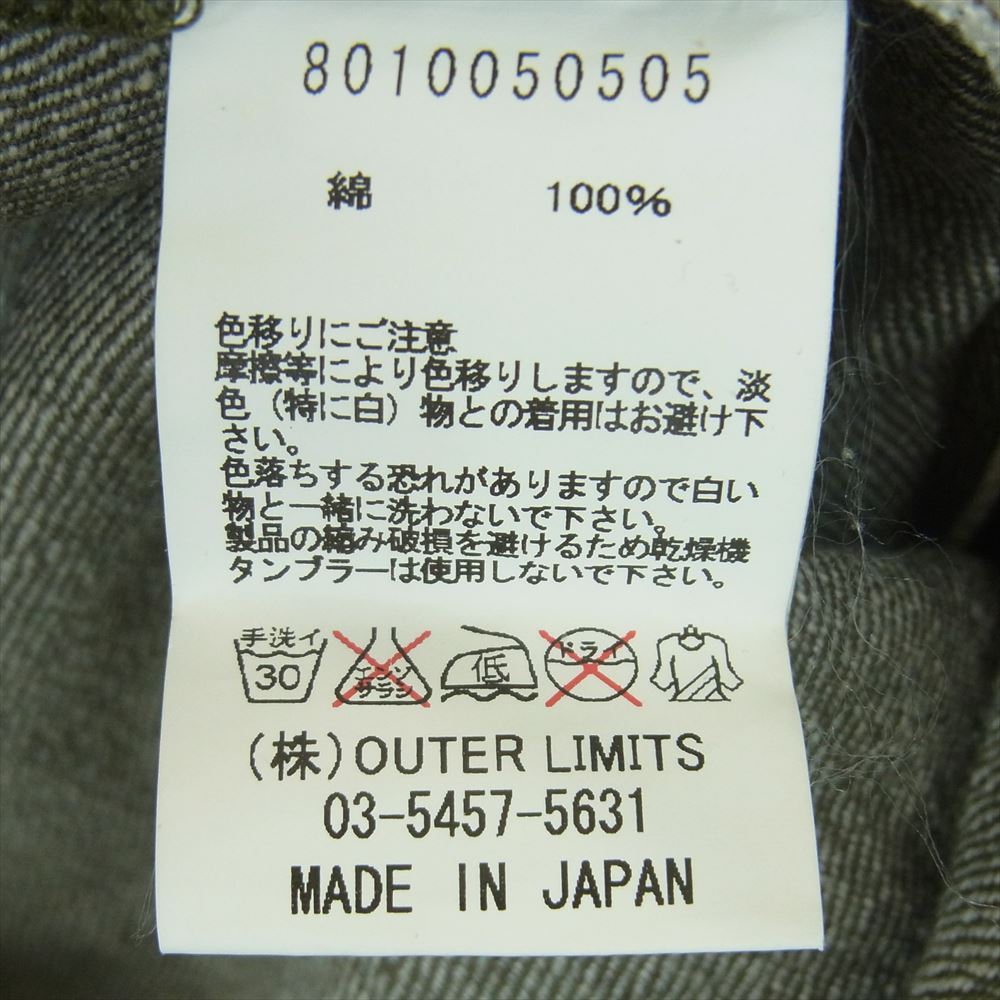 8010050505
綿 100%
色移りにご注意
摩擦等により色移りしますので、淡
色（特に白）物との着用はお避け下
さい。
色落ちする恐れがありますので白い
物と一緒に洗わないで下さい。
製品の縮み破損を避けるため乾燥機
タンブラーは使用しないで下さい。
手洗イ 30 エンソ サラシ 低 ドライ
(株)OUTER LIMITS
03-5457-5631
MADE IN JAPAN